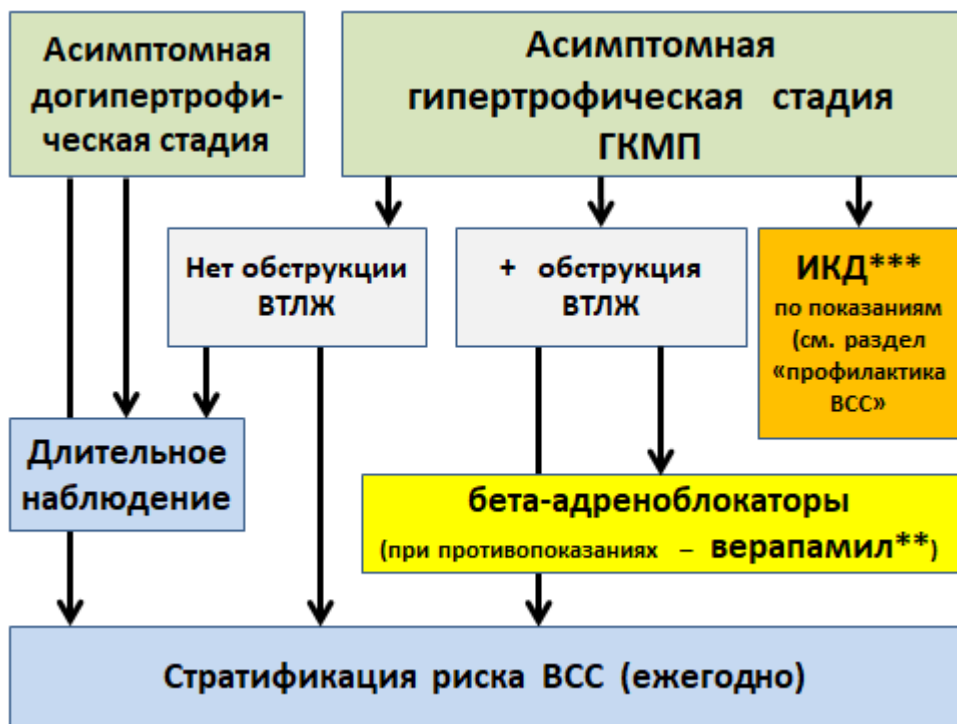 Асимптомная
догипертрофи-
ческая стадия
Асимптомная
гипертрофическая стадия
ГКМП
Нет обструкции
ВТЛЖ
+ обструкция
ВТЛЖ
ИКД***
по показаниям
(см. раздел
«профилактика
ВСС»
Длительное
наблюдение
бета-адреноблокаторы
(при противопоказаниях – верапамил**)
Стратификация риска ВСС (ежегодно)